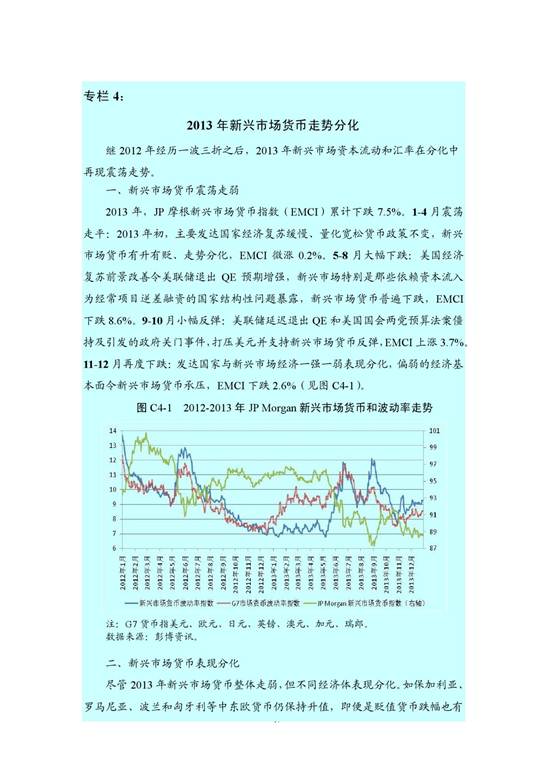 专栏 4：
2013 年新兴市场货币走势分化
继 2012 年经历一波三折之后，2013 年新兴市场资本流动和汇率在分化中
再现震荡走势。
一、新兴市场货币震荡走弱
2013 年，JP 摩根新兴市场货币指数（EMCI）累计下跌 7.5%。1-4 月震荡
走平：2013 年初，主要发达国家经济复苏缓慢、量化宽松货币政策不变，新兴
市场货币有升有贬、走势分化，EMCI 微涨 0.2%。5-8 月大幅下跌：美国经济
复苏前景改善令美联储退出 QE 预期增强，新兴市场特别是那些依赖资本流入
为经常项目逆差融资的国家结构性问题暴露，新兴市场货币普遍下跌，EMCI
下跌 8.6%。9-10 月小幅反弹：美联储延迟退出 QE 和美国国会两党预算法案僵
持及引发的政府关门事件，打压美元并支持新兴市场货币反弹，EMCI 上涨 3.7%。
11-12 月再度下跌：发达国家与新兴市场经济一强一弱表现分化，偏弱的经济基
本面令新兴市场货币承压，EMCI 下跌 2.6%（见图 C4-1）。
图 C4-1 2012-2013 年 JP Morgan 新兴市场货币和波动率走势
14
13
12
11
10
9
8
7
6
101
99
97
95
93
91
89
87
2012年1月
2012年2月
2012年3月
2012年4月
2012年5月
2012年6月
2012年7月
2012年8月
2012年9月
2012年10月
2012年11月
2012年12月
2013年1月
2013年2月
2013年3月
2013年4月
2013年5月
2013年6月
2013年7月
2013年8月
2013年9月
2013年10月
2013年11月
2013年12月
新兴市场货币波动率指数 G7市场货币波动率指数 JP Morgan新兴市场货币指数（右轴）
注：G7 货币指美元、欧元、日元、英镑、澳元、加元、瑞郎。
数据来源：彭博资讯。
二、新兴市场货币表现分化
尽管 2013 年新兴市场货币整体走弱，但不同经济体表现分化。如保加利亚、
罗马尼亚、波兰和匈牙利等中东欧货币仍保持升值，即便是贬值货币跌幅也有